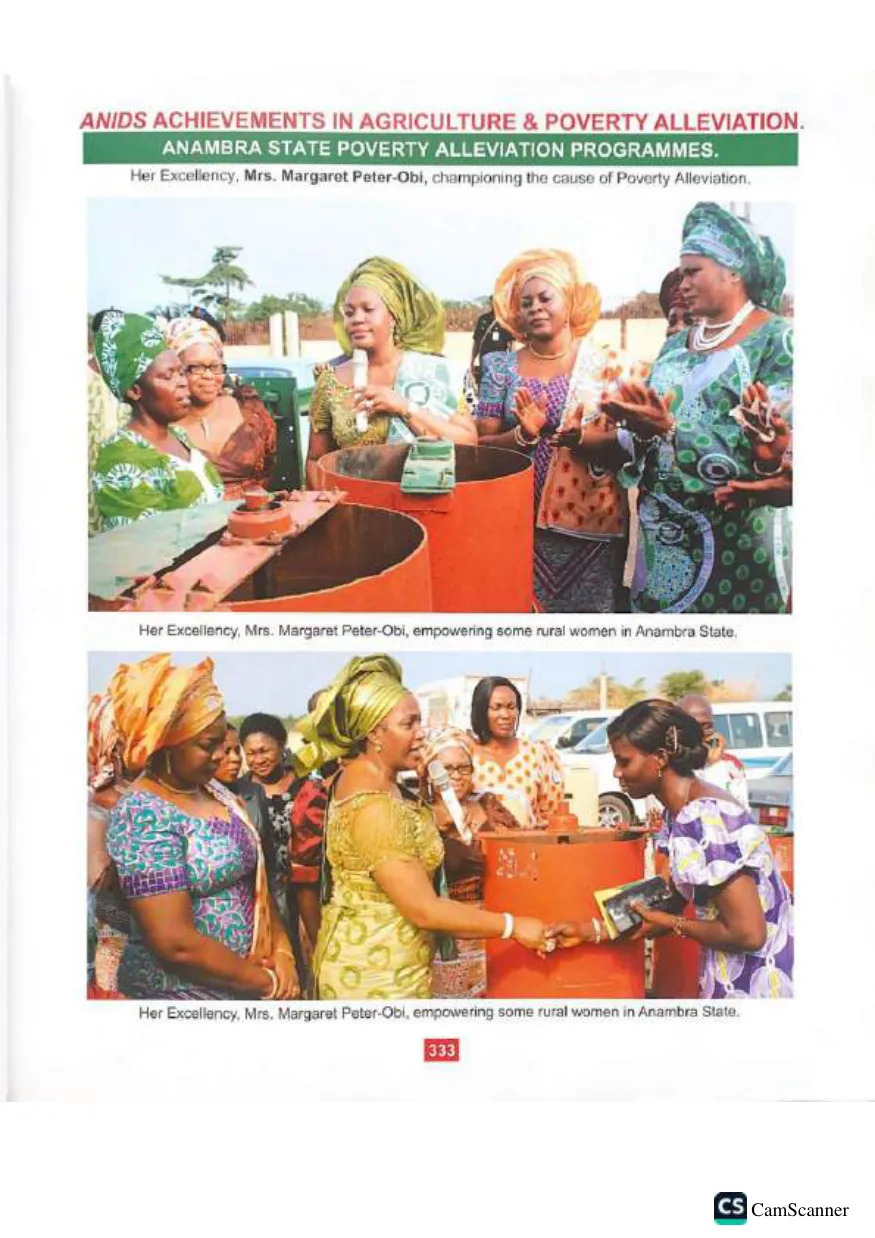 ANIDS ACHIEVEMENTS IN AGRICULTURE & POVERTY ALLEVIATION.
ANAMBRA STATE POVERTY ALLEVIATION PROGRAMMES.
Her Excellency, Mrs. Margaret Peter-Obi, championing the cause of Poverty Alleviation.
Her Excellency, Mrs. Margaret Peter-Obi, empowering some rural women in Anambra State.
Her Excellency, Mrs. Margaret Peter-Obi, empowering some rural women in Anambra State.
333
CS CamScanner